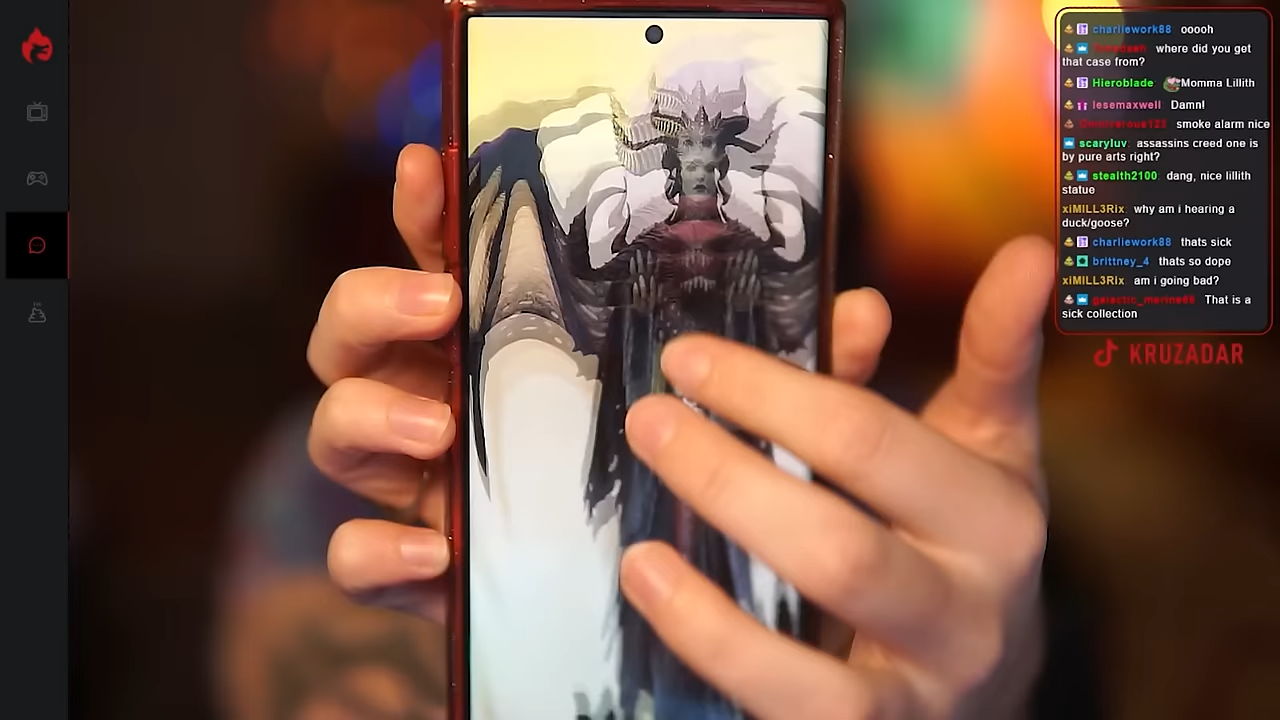 charliework88 ooooh
where did you get
that case from?
Hieroblade Momma Lillith
lesemaxwell Damn!
smoke alarm nice
scaryluv: assassins creed one is
by pure arts right?
stealth2100 dang, nice lillith
statue
xiMILL3Rix why am i hearing a
duck/goose?
charliework88 thats sick
brittney_4 thats so dope
xiMILL3Rix am i going bad?
galactic_marine66 That is a
sick collection
KRUZADAR